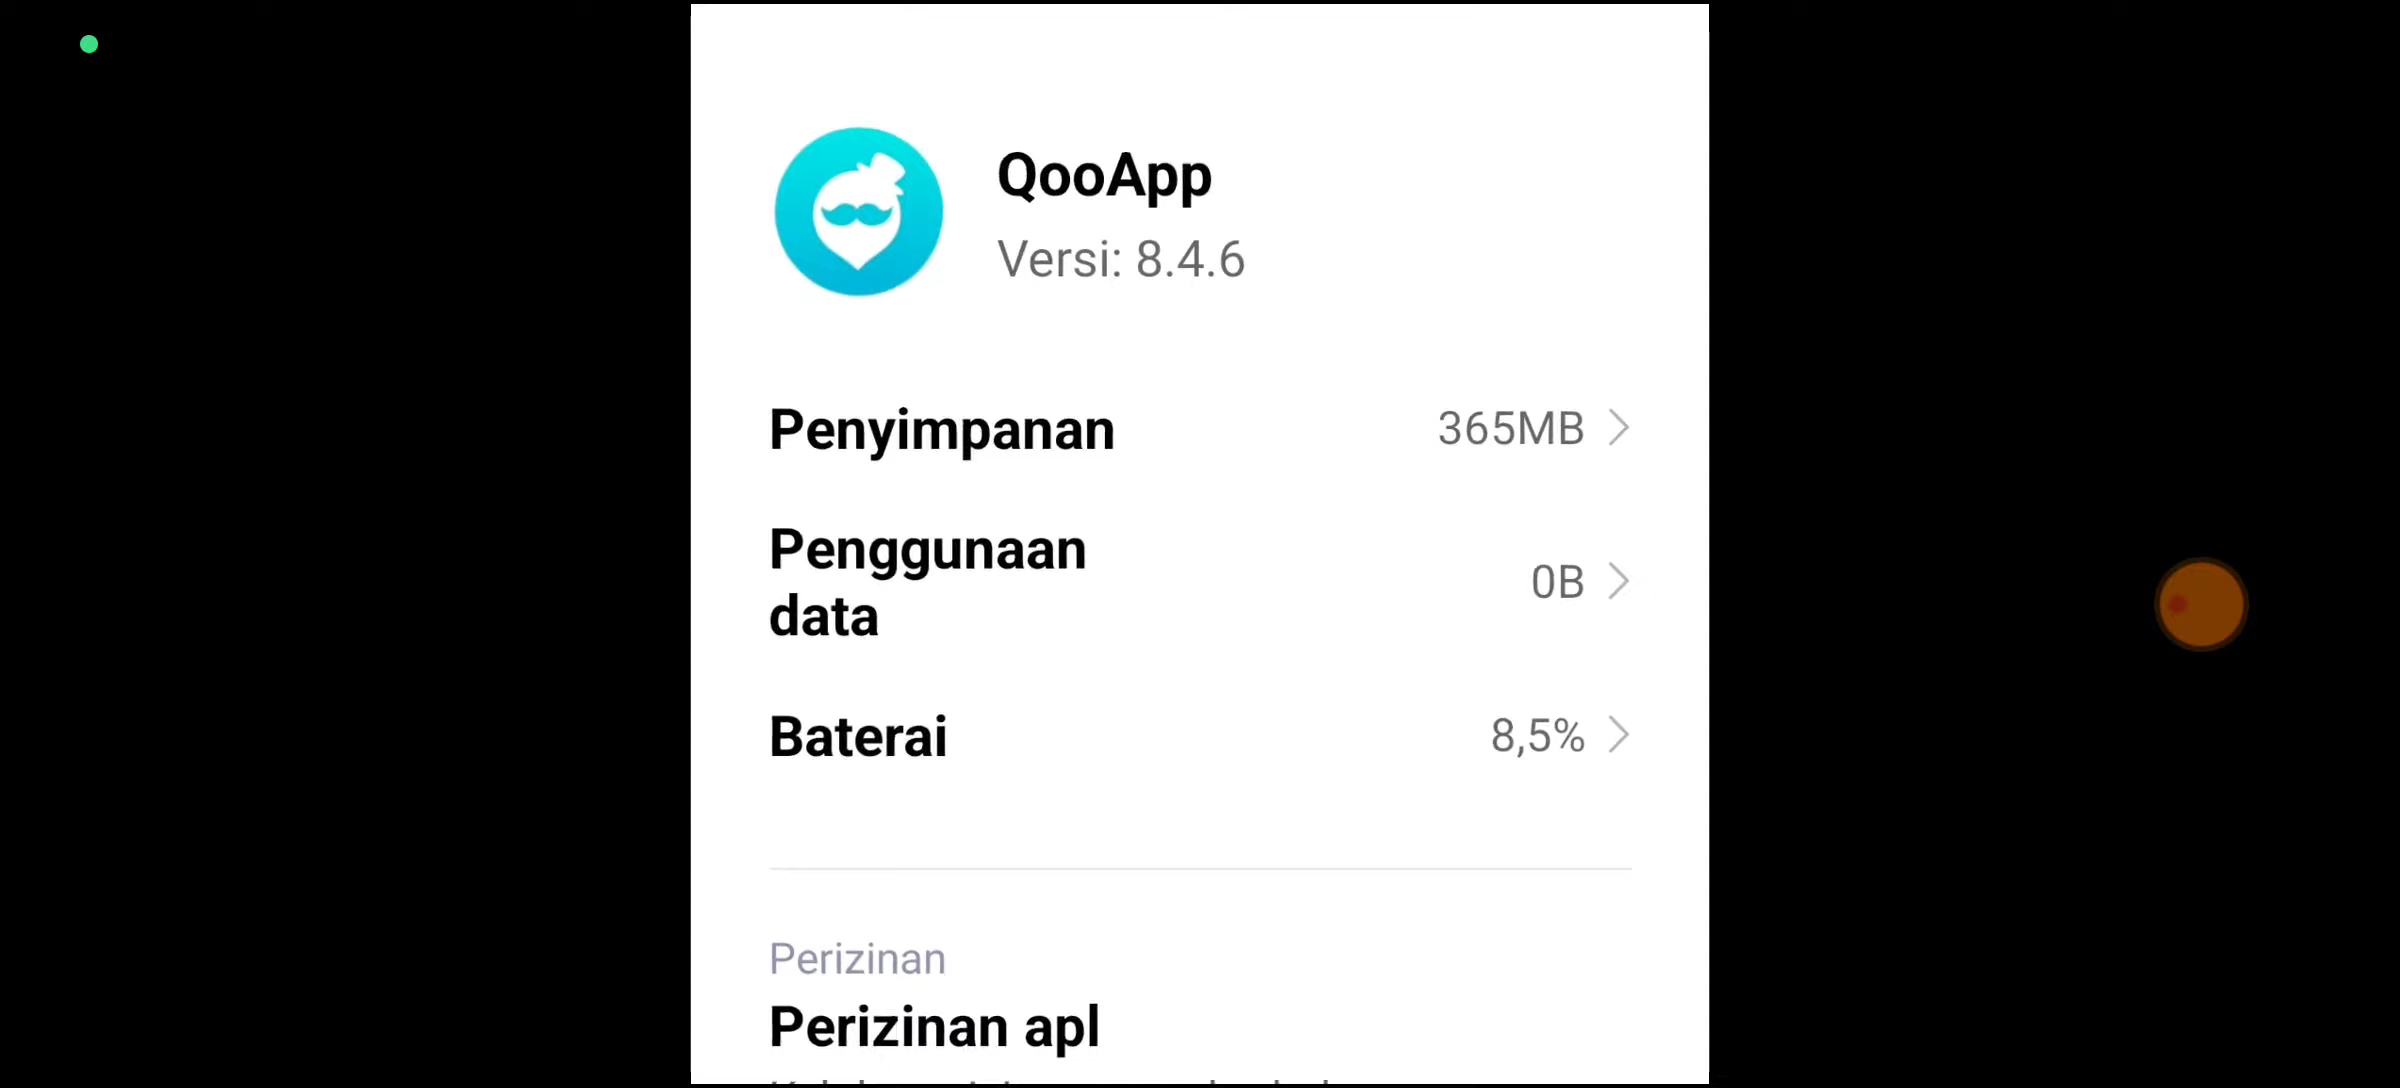 QooApp
Versi: 8.4.6
Penyimpanan 365MB
Penggunaan
data 0B
Baterai 8,5%
Perizinan
Perizinan apl